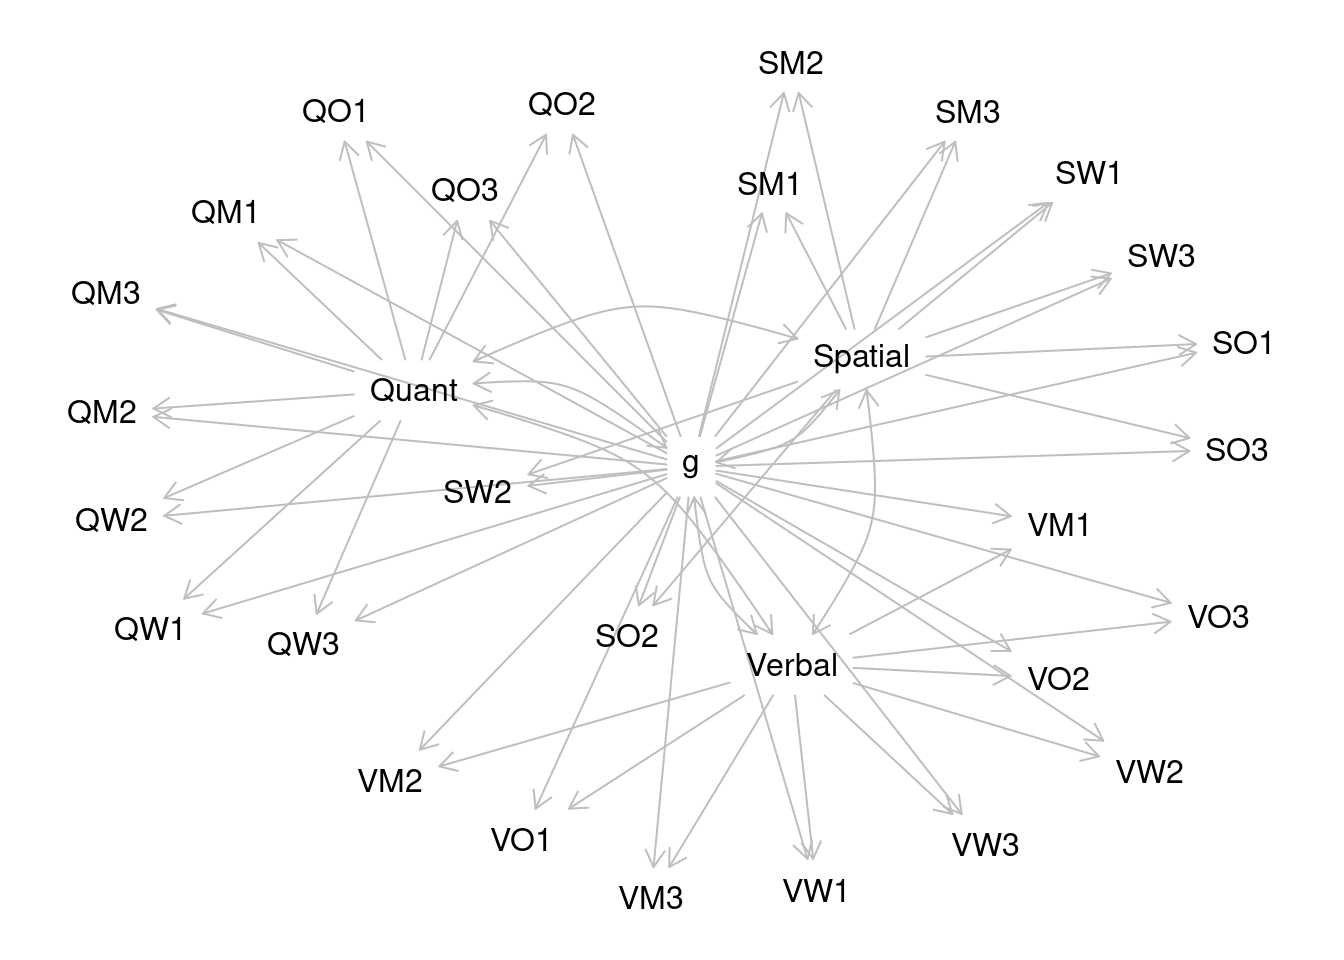 SM2
QO1
QO2
SM3
SM1
SW1
QO3
QM1
SW3
QM3
SO1
Spatial
Quant
QM2
SO3
g
SW2
QW2
VM1
VO3
QW1
QW3
SO2
Verbal
VO2
VW2
VM2
VO1
VW3
VW1
VM3